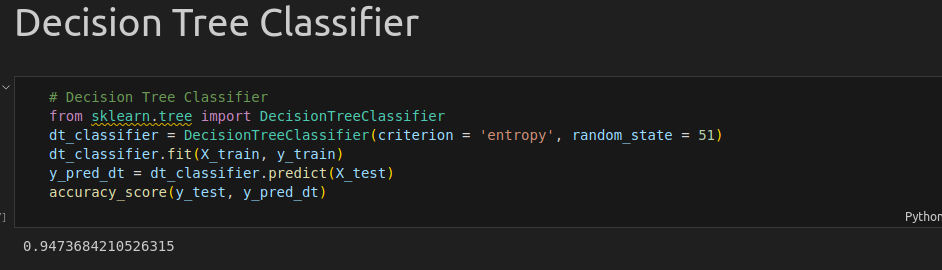 Decision Tree Classifier
# Decision Tree Classifier
from sklearn.tree import DecisionTreeClassifier
dt_classifier = DecisionTreeClassifier(criterion = 'entropy', random_state = 51)
dt_classifier.fit(X_train, y_train)
y_pred_dt = dt_classifier.predict(X_test)
accuracy_score(y_test, y_pred_dt)
Python
0.9473684210526315